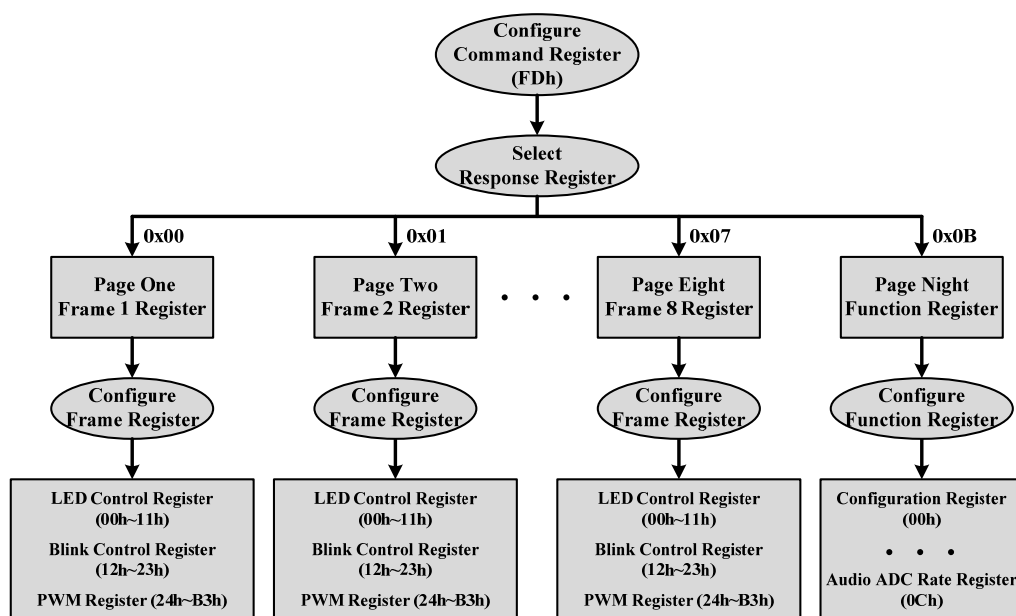 Configure
Command Register
(FDh)
Select
Response Register
0x00
0x01
0x07
0x0B
Page One
Frame 1 Register
Page Two
Frame 2 Register
Page Eight
Frame 8 Register
Page Night
Function Register
Configure
Frame Register
Configure
Frame Register
Configure
Frame Register
Configure
Function Register
LED Control Register
(00h~11h)
Blink Control Register
(12h~23h)
PWM Register (24h~B3h)
LED Control Register
(00h~11h)
Blink Control Register
(12h~23h)
PWM Register (24h~B3h)
LED Control Register
(00h~11h)
Blink Control Register
(12h~23h)
PWM Register (24h~B3h)
Configuration Register
(00h)
Audio ADC Rate Register
(0Ch)